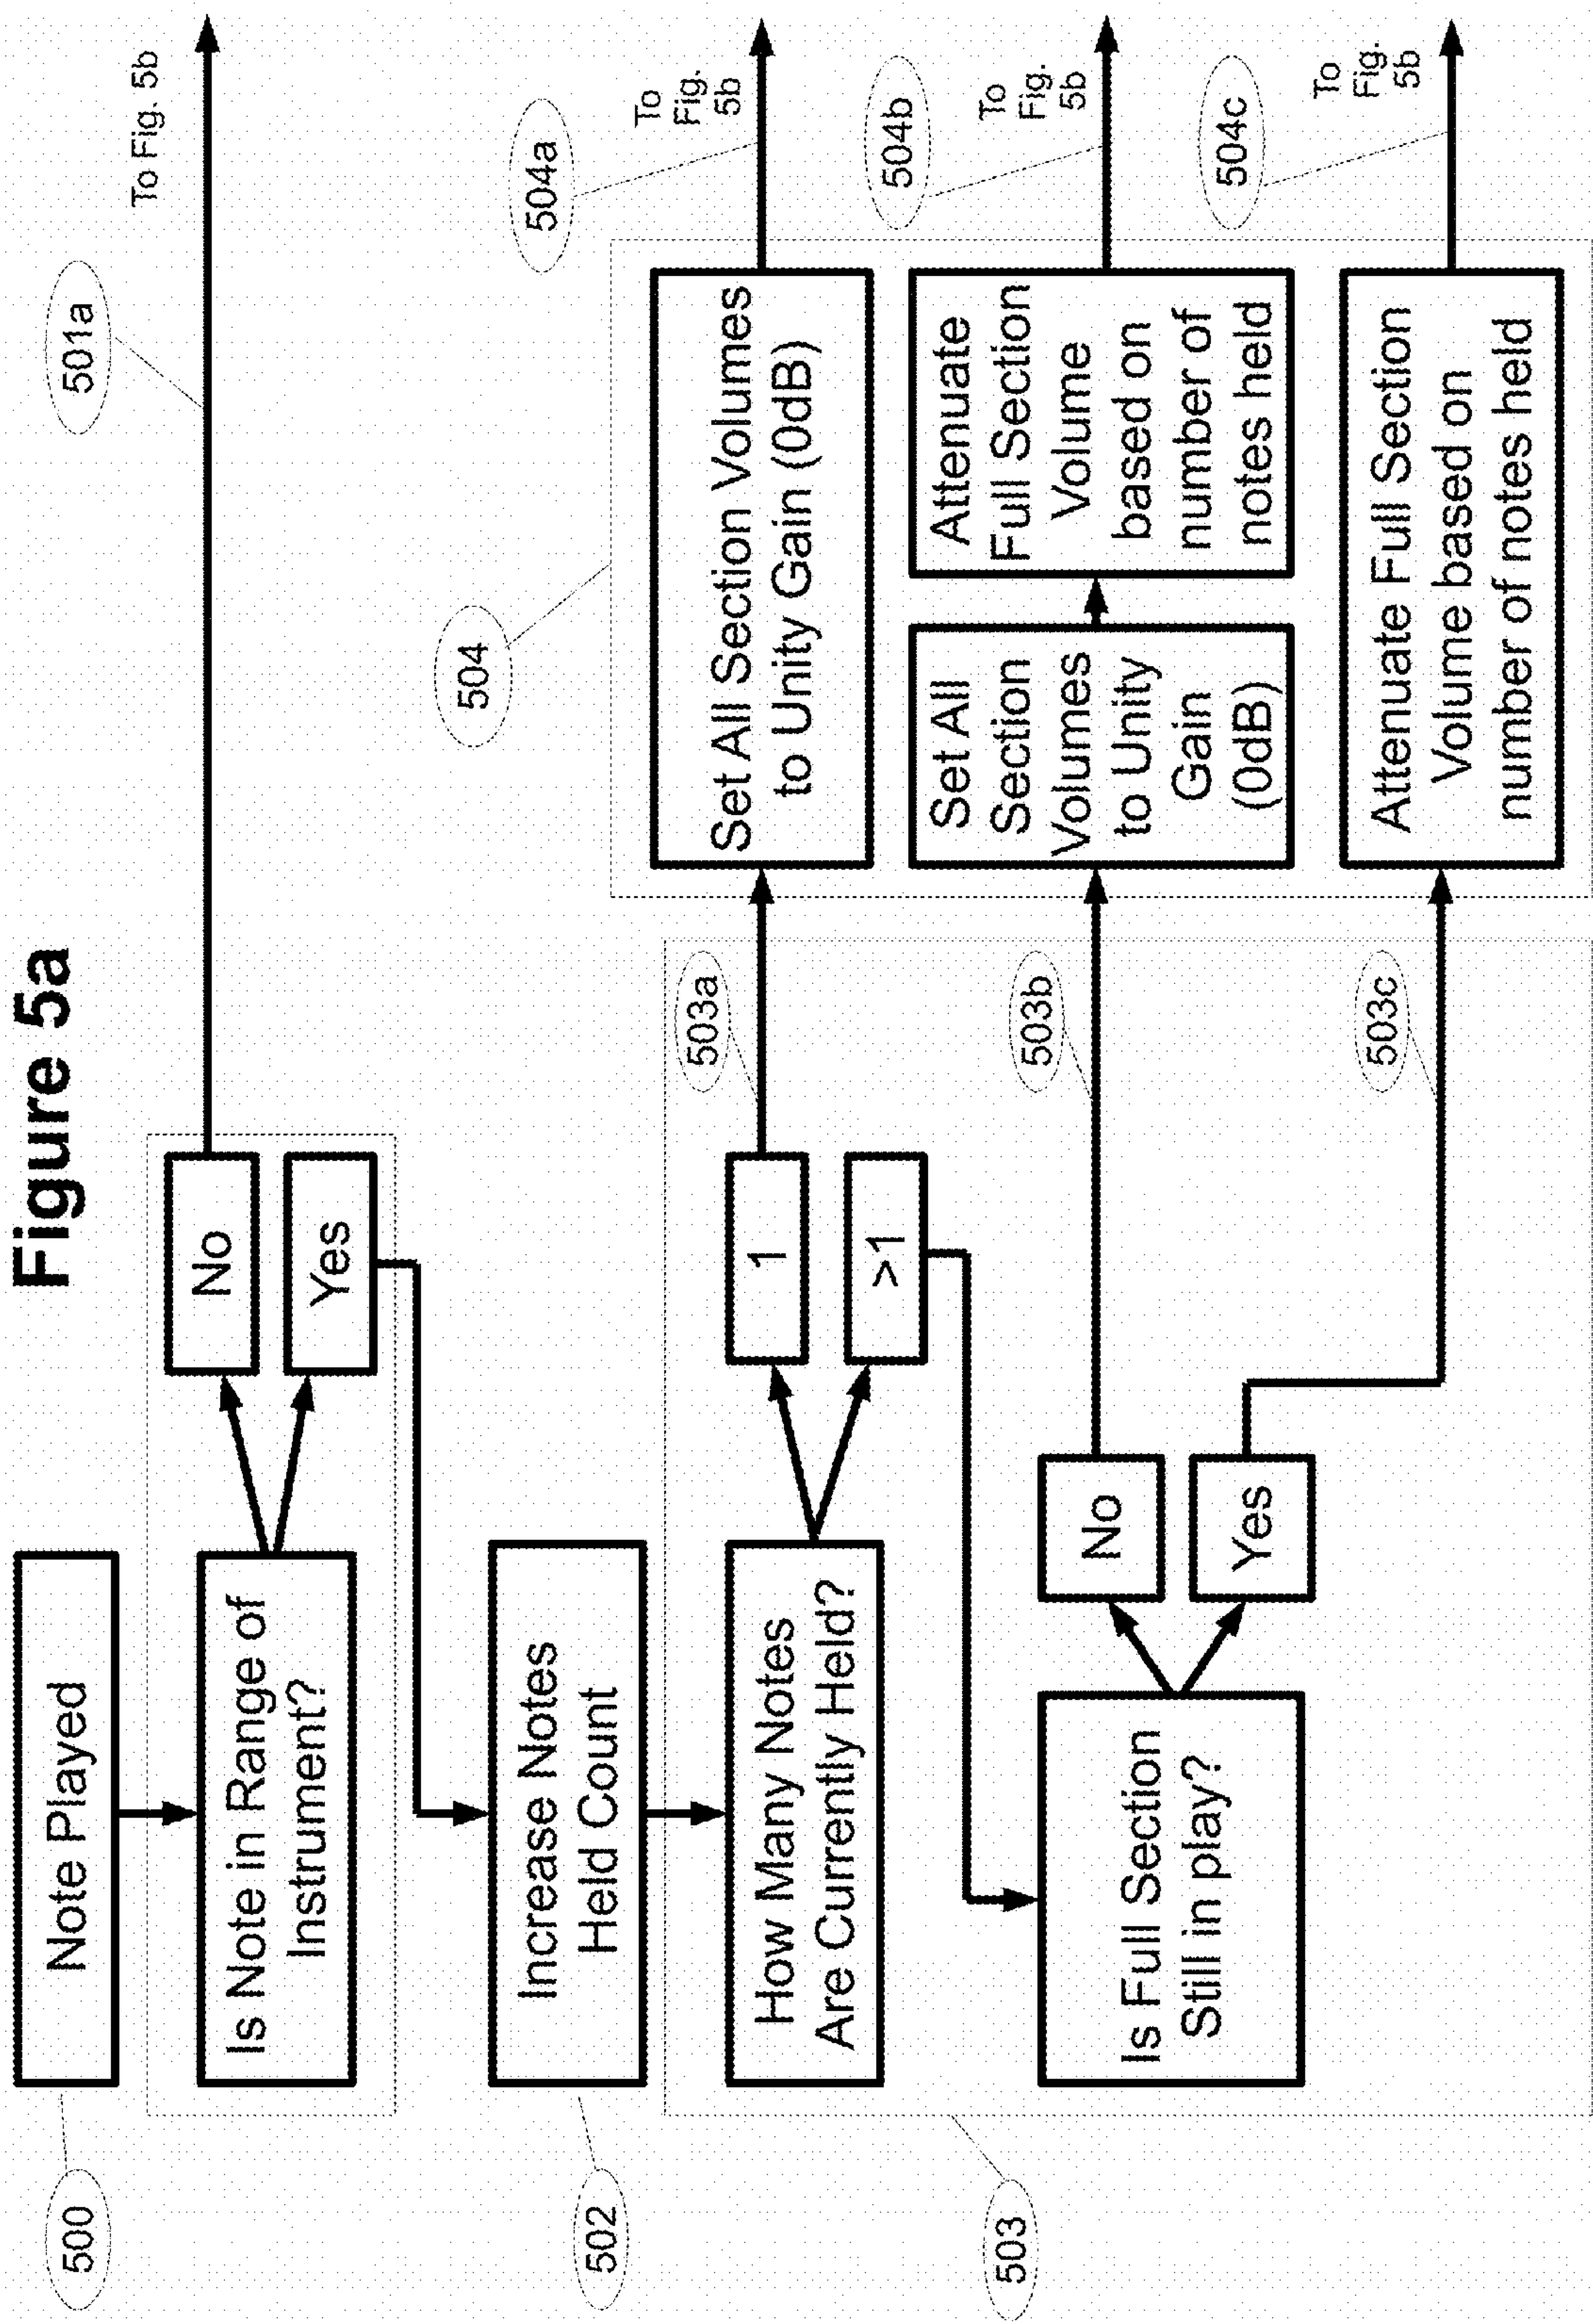 Figure 5a
500
Note Played
Is Note in Range of
Instrument?
No
Yes
501a
To Fig. 5b
502
Increase Notes
Held Count
503
How Many Notes
Are Currently Held?
1
>1
503a
Is Full Section
Still in play?
No
Yes
503b
503c
504
Set All Section Volumes
to Unity Gain (0dB)
504a
To
Fig.
5b
Set All
Section
Volumes
to Unity
Gain
(0dB)
Attenuate
Full Section
Volume
based on
number of
notes held
504b
To
Fig.
5b
Attenuate Full Section
Volume based on
number of notes held
504c
To
Fig.
5b